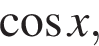 cos x,